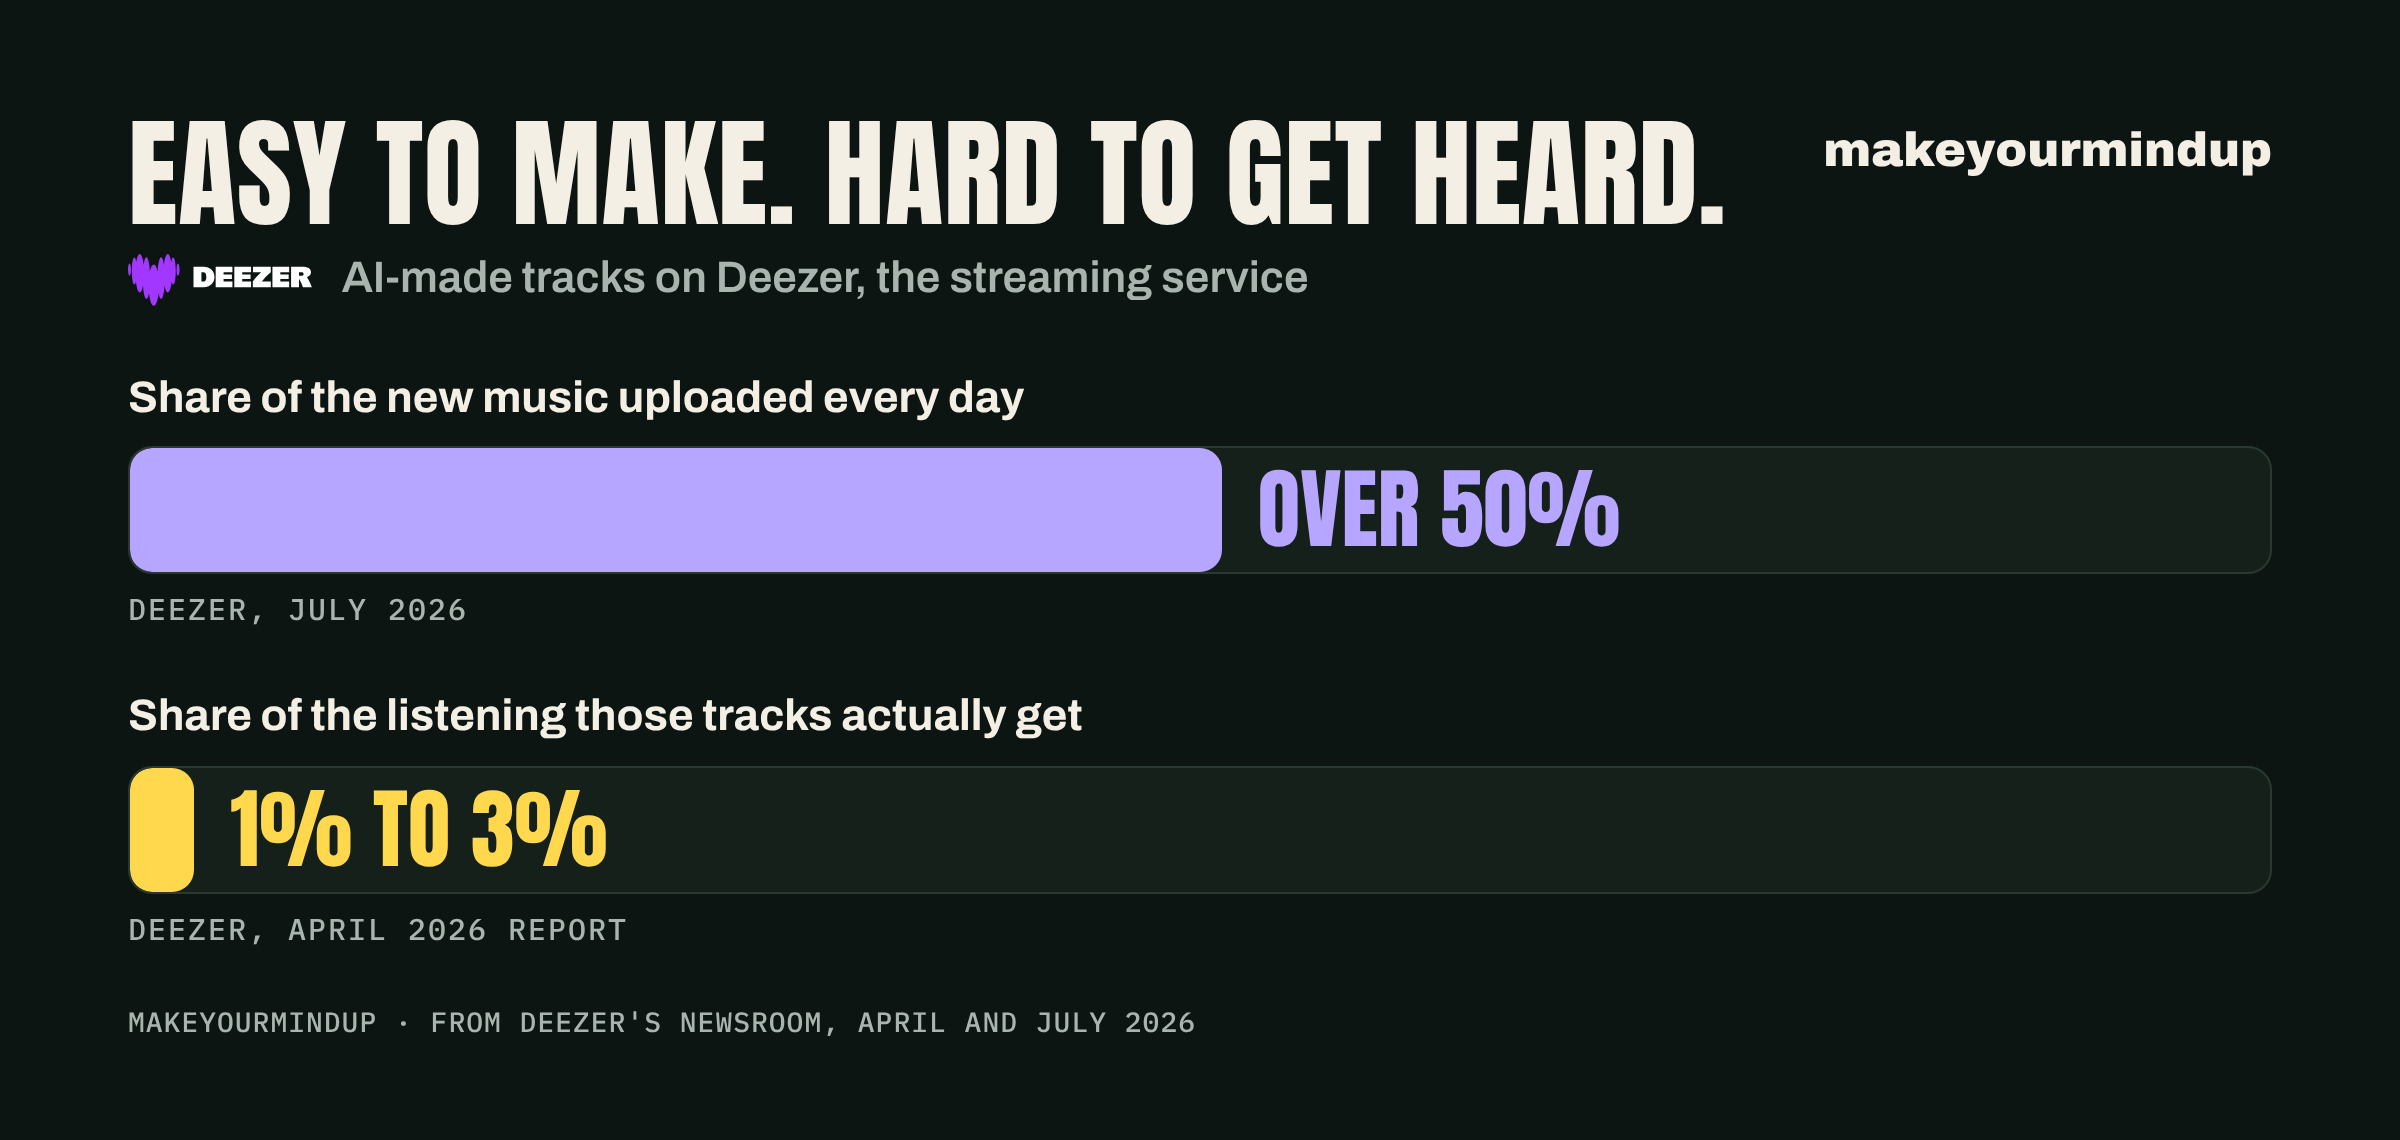 EASY TO MAKE. HARD TO GET HEARD.
makeyourmindup
DEEZER AI-made tracks on Deezer, the streaming service
Share of the new music uploaded every day
OVER 50%
DEEZER, JULY 2026
Share of the listening those tracks actually get
1% TO 3%
DEEZER, APRIL 2026 REPORT
MAKEYOURMINDUP · FROM DEEZER'S NEWSROOM, APRIL AND JULY 2026